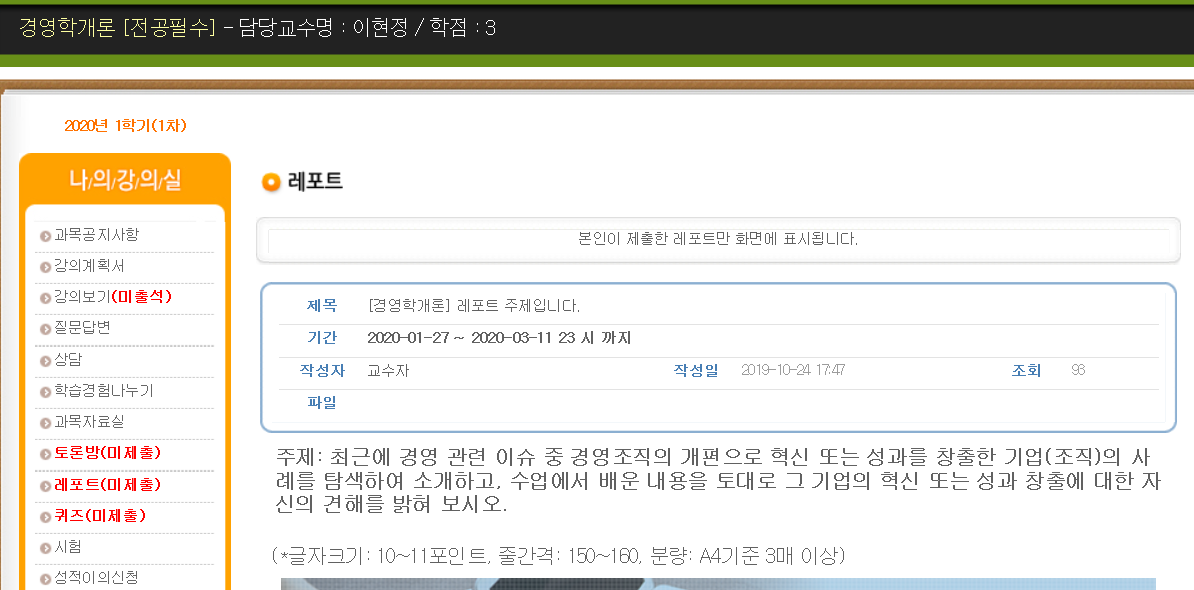 경영학개론 [전공필수] - 담당교수명 : 이현정 / 학점 : 3
2020년 1학기(1차)
나/의/강/의/실
과목공지사항
강의계획서
강의보기(미출석)
질문답변
상담
학습경험나누기
과목자료실
토론방(미제출)
레포트(미제출)
퀴즈(미제출)
시험
성적이의신청
레포트
본인이 제출한 레포트만 화면에 표시됩니다.
제목 [경영학개론] 레포트 주제입니다.
기간 2020-01-27 ~ 2020-03-11 23 시 까지
작성자 교수자 작성일 2019-10-24 17:47 조회 98
파일
주제: 최근에 경영 관련 이슈 중 경영조직의 개편으로 혁신 또는 성과를 창출한 기업(조직)의 사
례를 탐색하여 소개하고, 수업에서 배운 내용을 토대로 그 기업의 혁신 또는 성과 창출에 대한 자
신의 견해를 밝혀 보시오.
(*글자크기: 10~11포인트, 줄간격: 150~160, 분량: A4기준 3매 이상)